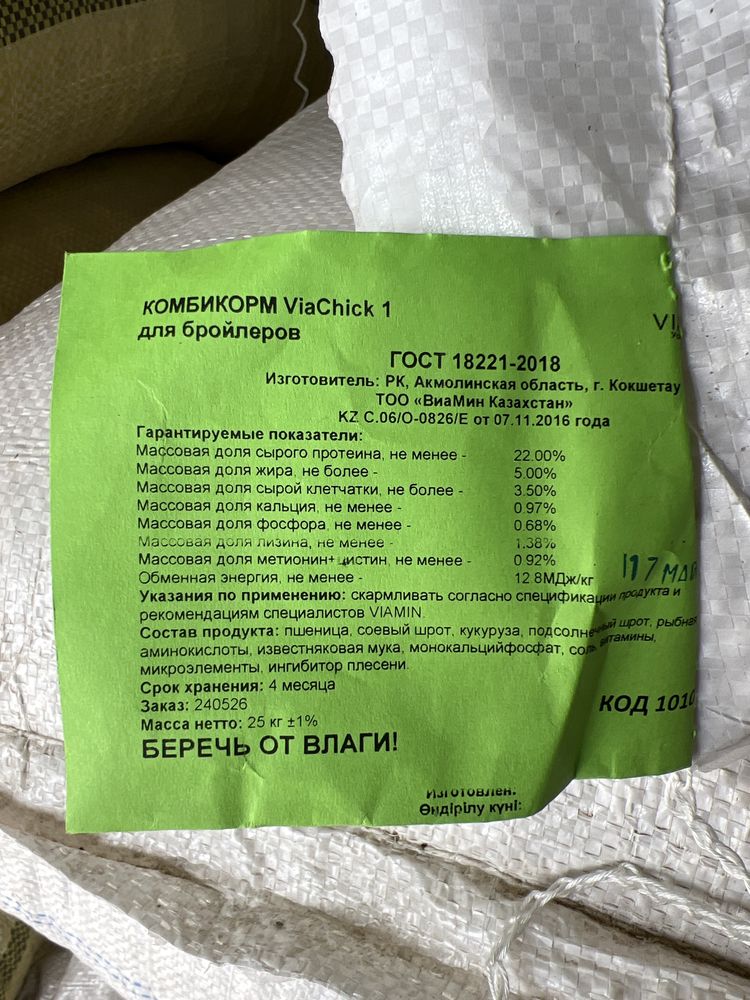 КОМБИКОРМ ViaChick 1
для бройлеров
ГОСТ 18221-2018
Изготовитель: РК, Акмолинская область, г. Кокшетау
ТОО «ВиаМин Казахстан»
KZ C.06/O-0826/E от 07.11.2016 года
Гарантируемые показатели:
Массовая доля сырого протеина, не менее - 22.00%
Массовая доля жира, не более - 5.00%
Массовая доля сырой клетчатки, не более - 3.50%
Массовая доля кальция, не менее - 0.97%
Массовая доля фосфора, не менее - 0.68%
Массовая доля лизина, не менее - 1.38%
Массовая доля метионин+цистин, не менее - 0.92%
Обменная энергия, не менее - 12.8МДж/кг
17 МАЙ
Указания по применению: скармливать согласно спецификации продукта и
рекомендациям специалистов VIAMIN.
Состав продукта: пшеница, соевый шрот, кукуруза, подсолнечный шрот, рыбная
аминокислоты, известняковая мука, монокальцийфосфат, соль, витамины,
микроэлементы, ингибитор плесени.
Срок хранения: 4 месяца
Заказ: 240526
КОД 1010
Масса нетто: 25 кг ±1%
БЕРЕЧЬ ОТ ВЛАГИ!
Изготовлен:
Өндірілу күні: